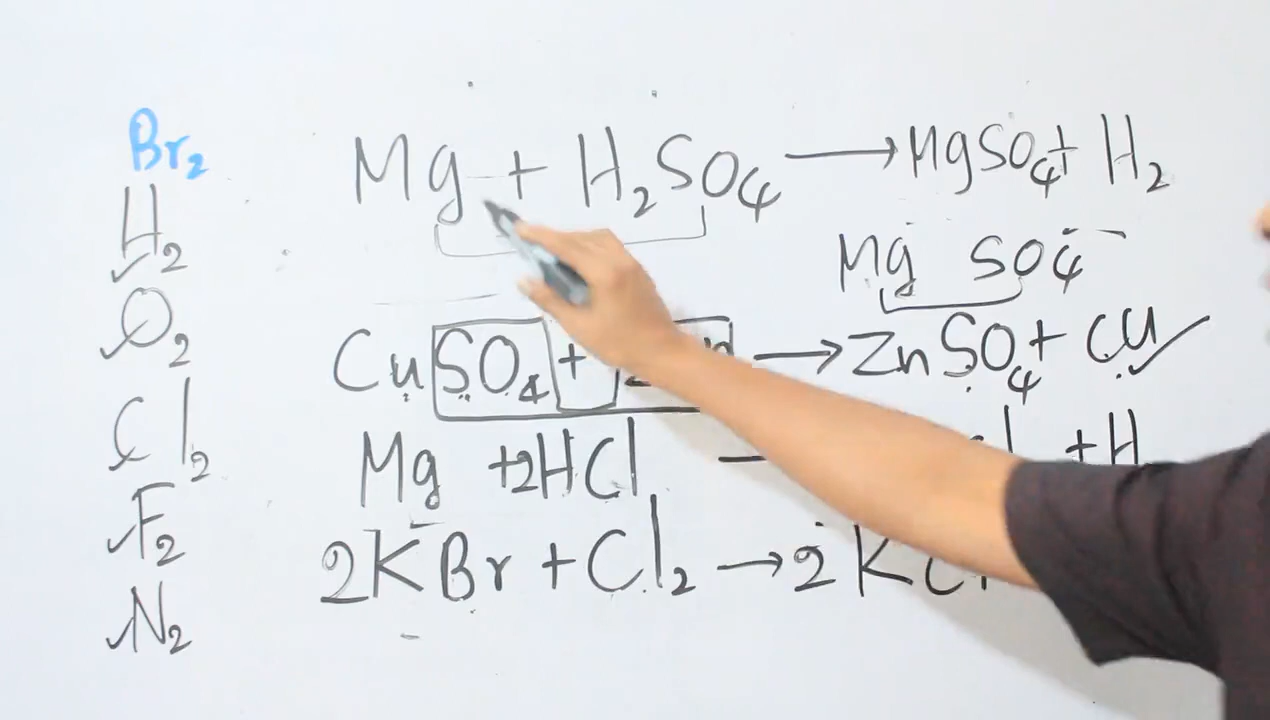 Br₂
H₂
O₂
Cl₂
F₂
N₂
Mg + H₂SO₄ → MgSO₄ + H₂
Mg SO₄
CuSO₄ + → ZnSO₄ + Cu
Mg + 2HCl + H
2KBr + Cl₂ → 2KCl